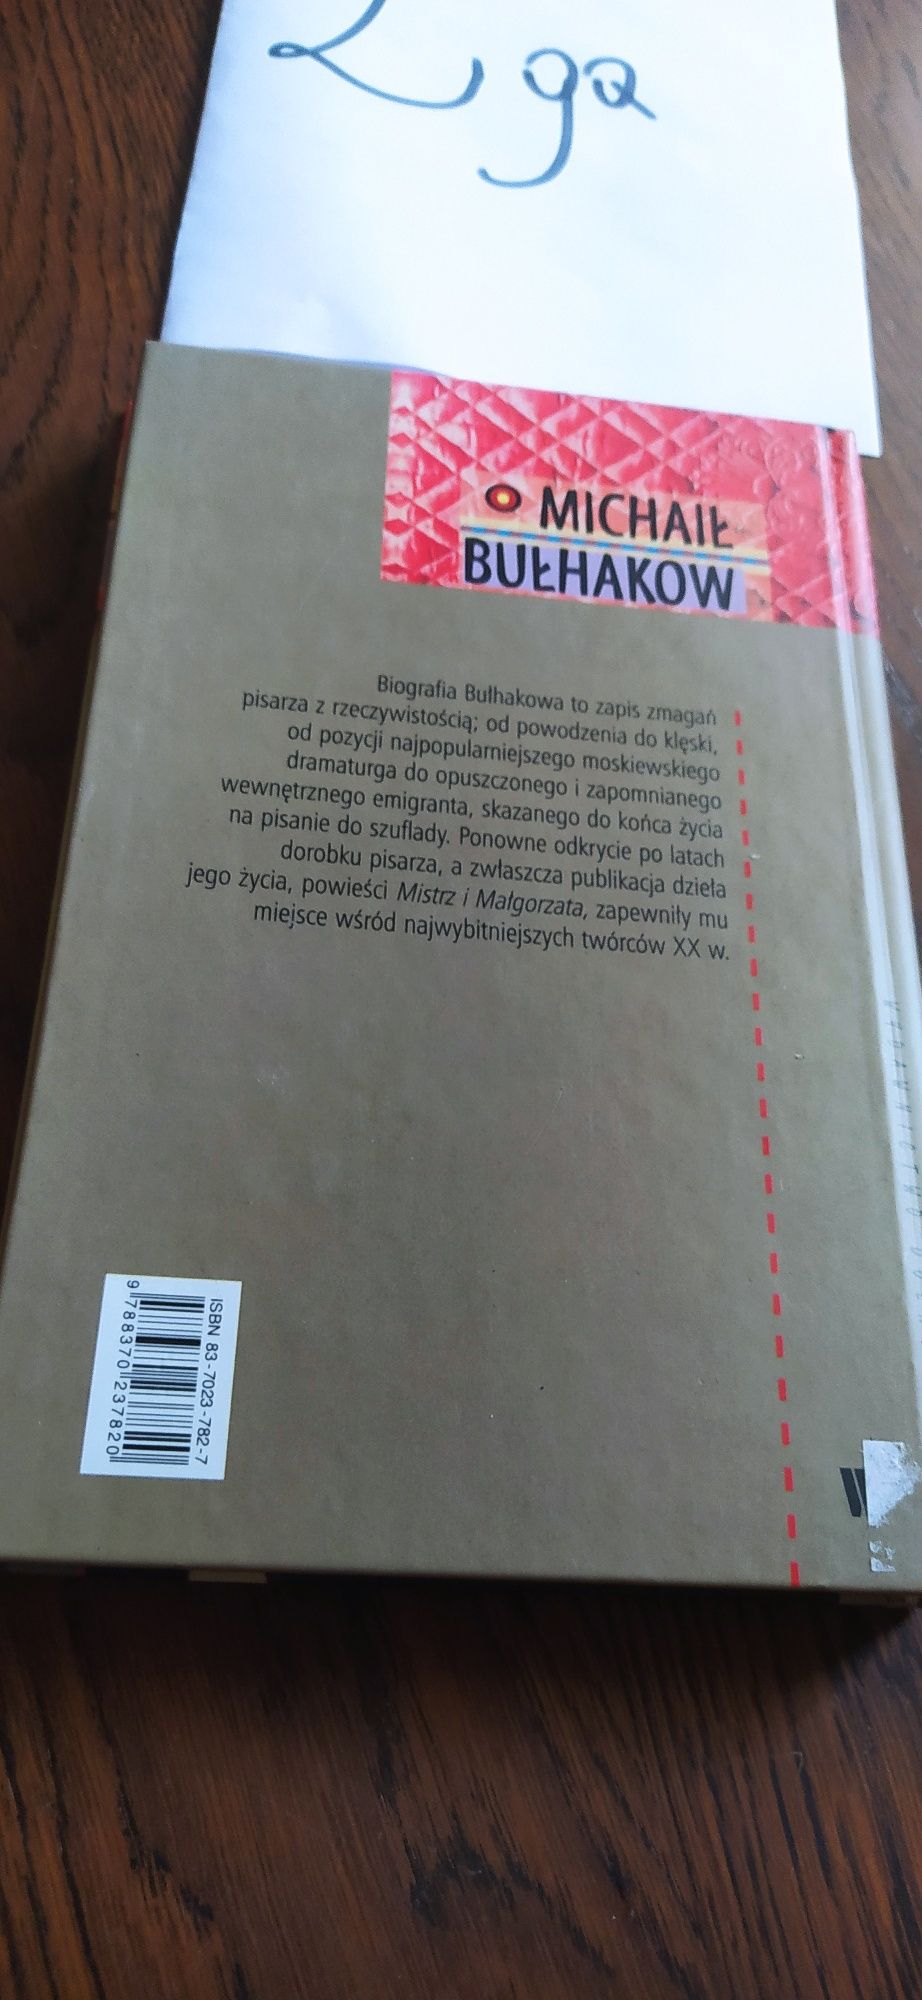 MICHAIŁ
BUŁHAKOW
Biografia Bułhakowa to zapis zmagań
pisarza z rzeczywistością; od powodzenia do klęski,
od pozycji najpopularniejszego moskiewskiego
dramaturga do opuszczonego i zapomnianego
wewnętrznego emigranta, skazanego do końca życia
na pisanie do szuflady. Ponowne odkrycie po latach
dorobku pisarza, a zwłaszcza publikacja dzieła
jego życia, powieści Mistrz i Małgorzata, zapewniły mu
miejsce wśród najwybitniejszych twórców XX w.
ISBN 83-7023-782-7
9 788370 237820